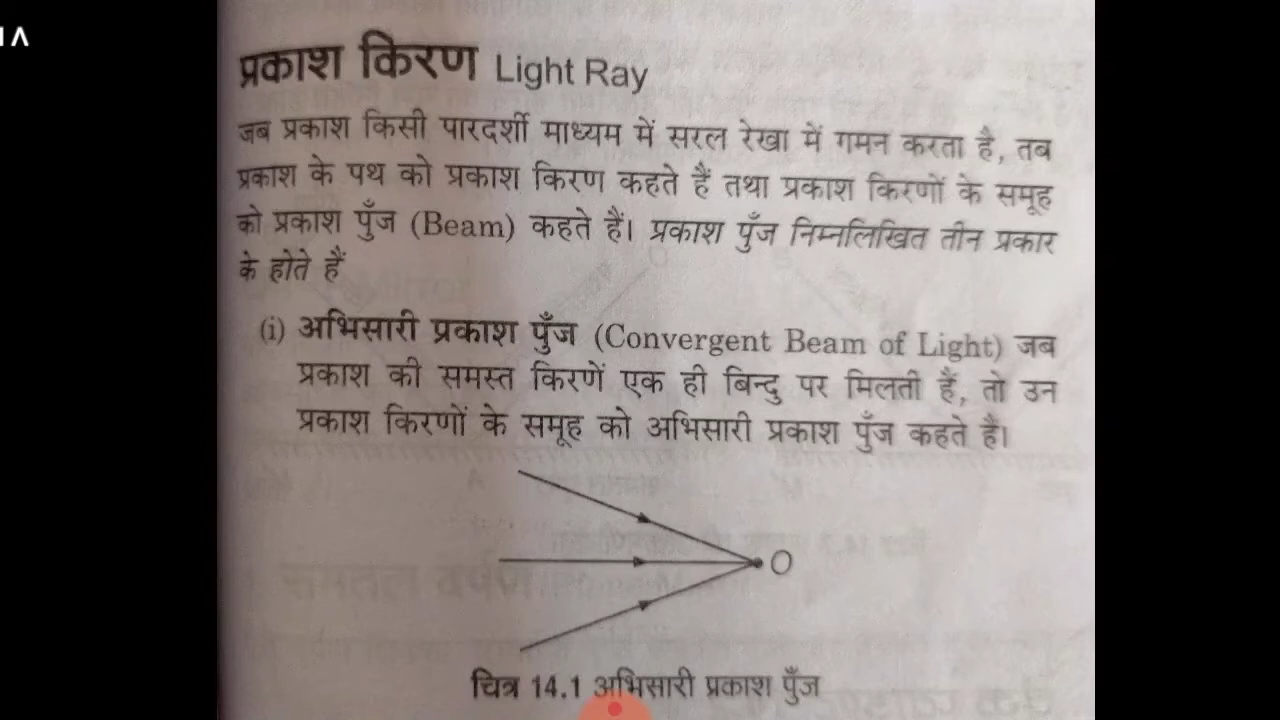 प्रकाश किरण Light Ray
जब प्रकाश किसी पारदर्शी माध्यम में सरल रेखा में गमन करता है, तब
प्रकाश के पथ को प्रकाश किरण कहते हैं तथा प्रकाश किरणों के समूह
को प्रकाश पुँज (Beam) कहते हैं। प्रकाश पुँज निम्नलिखित तीन प्रकार
के होते हैं
(i) अभिसारी प्रकाश पुँज (Convergent Beam of Light) जब
प्रकाश की समस्त किरणें एक ही बिन्दु पर मिलती हैं, तो उन
प्रकाश किरणों के समूह को अभिसारी प्रकाश पुँज कहते है।
O
चित्र 14.1 अभिसारी प्रकाश पुँज